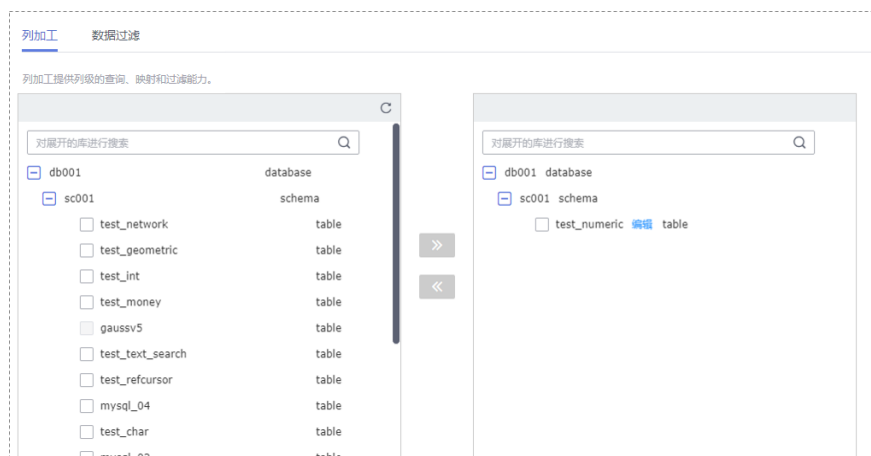 列加工 数据过滤
列加工提供列级的查询、映射和过滤能力。
对展开的库进行搜索
db001 database
sc001 schema
test_network table
test_geometric table
test_int table
test_money table
gaussv5 table
test_text_search table
test_refcursor table
mysql_04 table
test_char table
对展开的库进行搜索
db001 database
sc001 schema
test_numeric 编辑 table